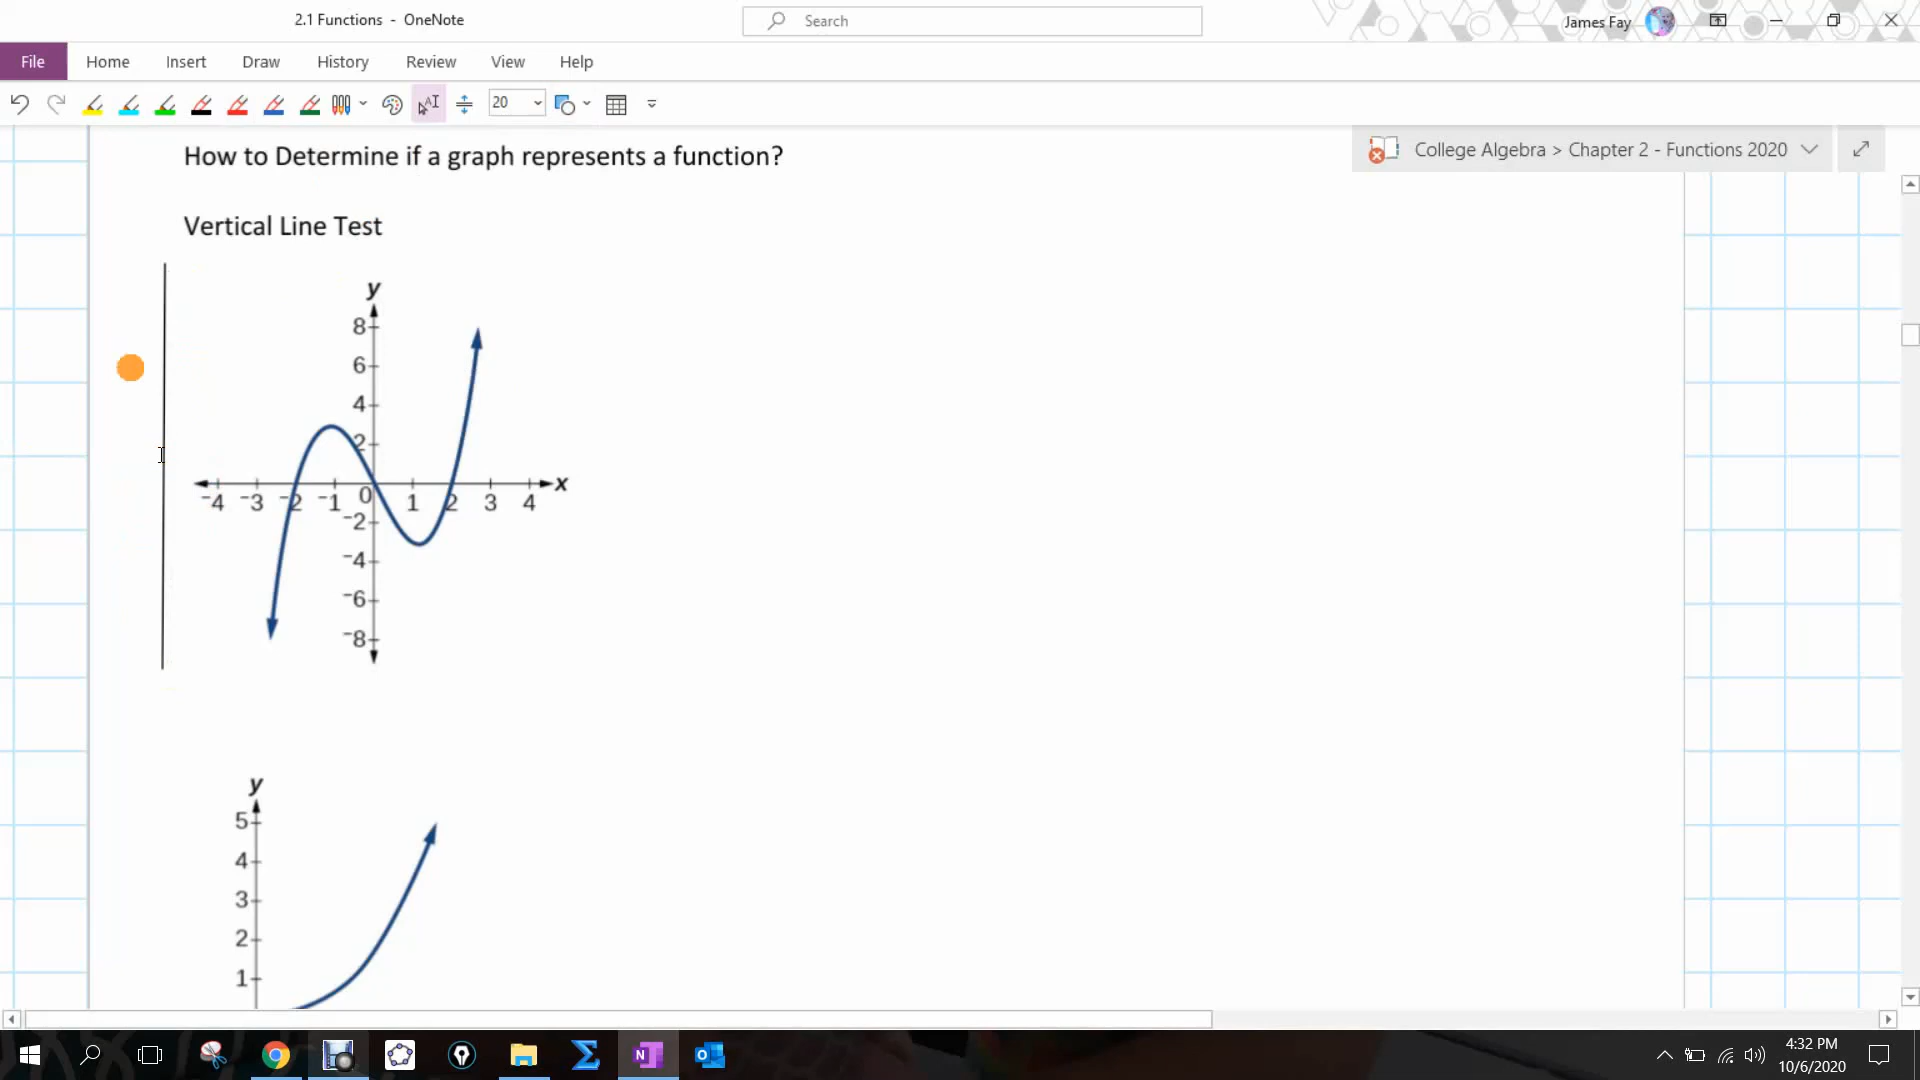 2.1 Functions - OneNote
Search
James Fay
File Home Insert Draw History Review View Help
20
How to Determine if a graph represents a function?
College Algebra > Chapter 2 - Functions 2020
Vertical Line Test
y
8
6
4
2
-4 -3 -2 -1 0 1 2 3 4 x
-2
-4
-6
-8
y
5
4
3
2
1
4:32 PM
10/6/2020